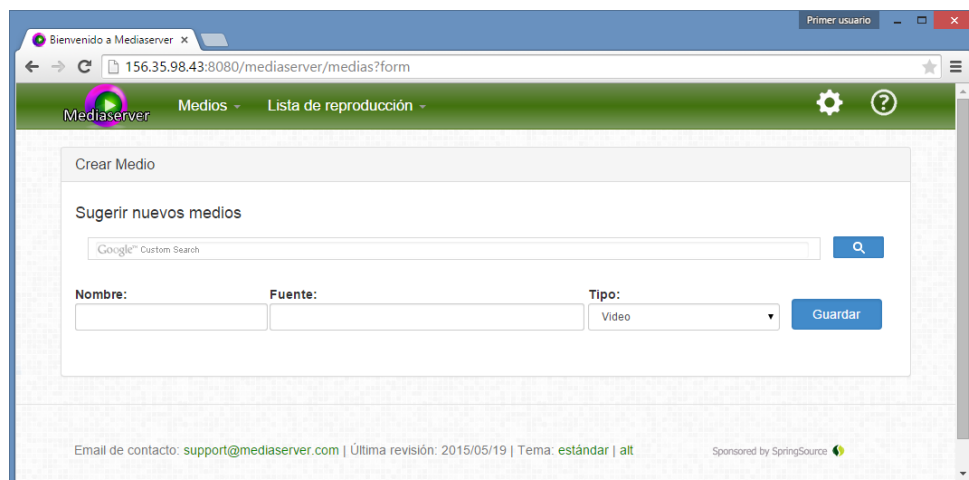 Primer usuario
Bienvenido a Mediaserver
156.35.98.43:8080/mediaserver/medias?form
Mediaserver Medios Lista de reproducción
Crear Medio
Sugerir nuevos medios
Google™ Custom Search
Nombre: Fuente: Tipo:
Video Guardar
Email de contacto: support@mediaserver.com | Última revisión: 2015/05/19 | Tema: estándar | alt Sponsored by SpringSource